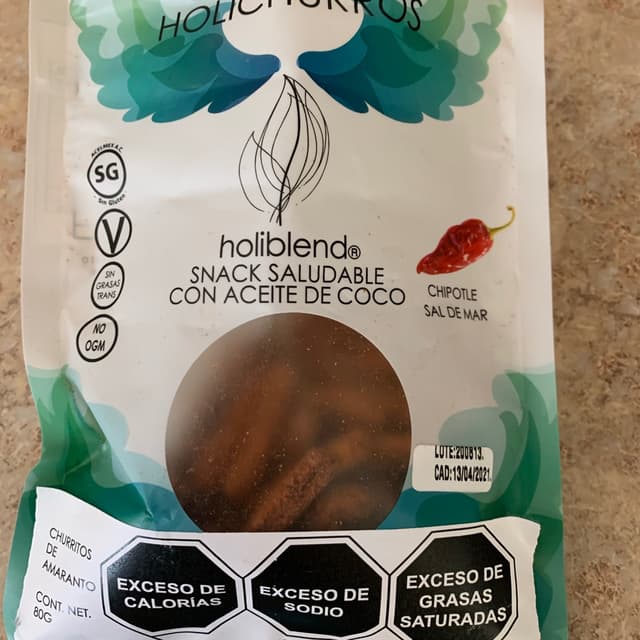 HOLICHURROS
ACELMEX A.C.
SG
Sin Gluten
V
SIN
GRASAS
TRANS
NO
OGM
holiblend®
SNACK SALUDABLE
CON ACEITE DE COCO
CHIPOTLE
SAL DE MAR
LOTE:200813.
CAD:13/04/2021.
CHURRITOS
DE
AMARANTO
CONT. NET.
80G
EXCESO DE
CALORÍAS
EXCESO DE
SODIO
EXCESO DE
GRASAS
SATURADAS